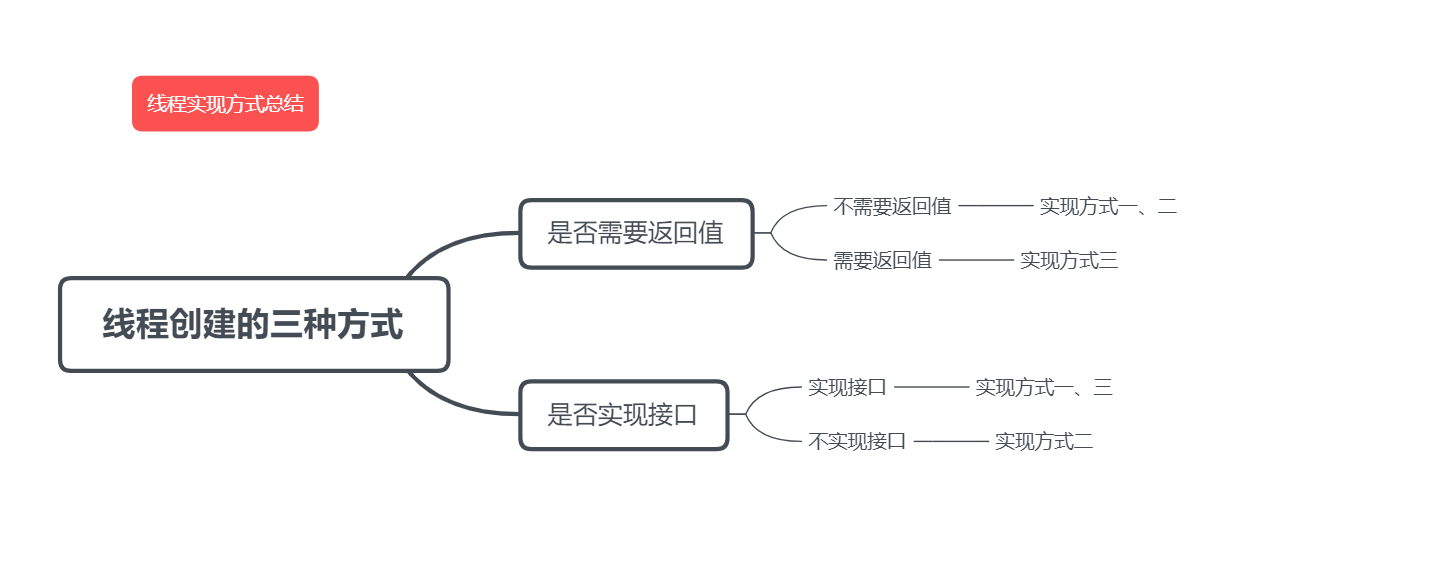 线程实现方式总结
线程创建的三种方式
是否需要返回值
不需要返回值
实现方式一、二
需要返回值
实现方式三
是否实现接口
实现接口
实现方式一、三
不实现接口
实现方式二